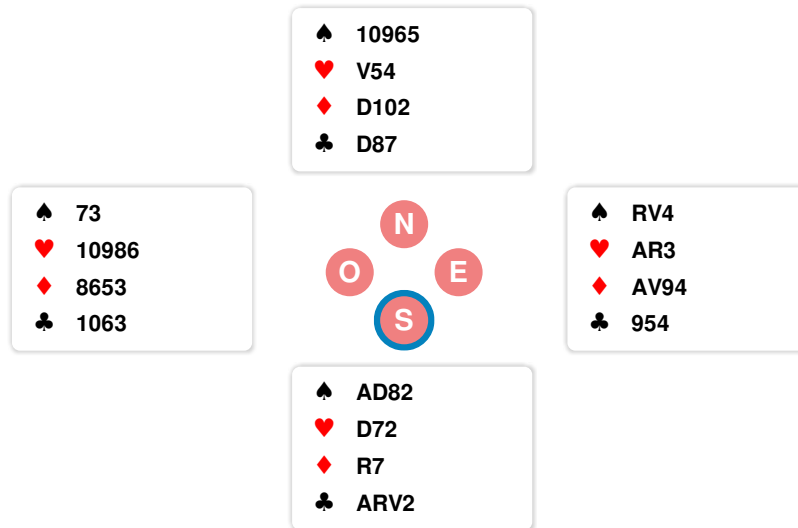 ♠ 10965
♥ V54
♦ D102
♣ D87
♠ 73
♥ 10986
♦ 8653
♣ 1063
N
O E
S
♠ RV4
♥ AR3
♦ AV94
♣ 954
♠ AD82
♥ D72
♦ R7
♣ ARV2